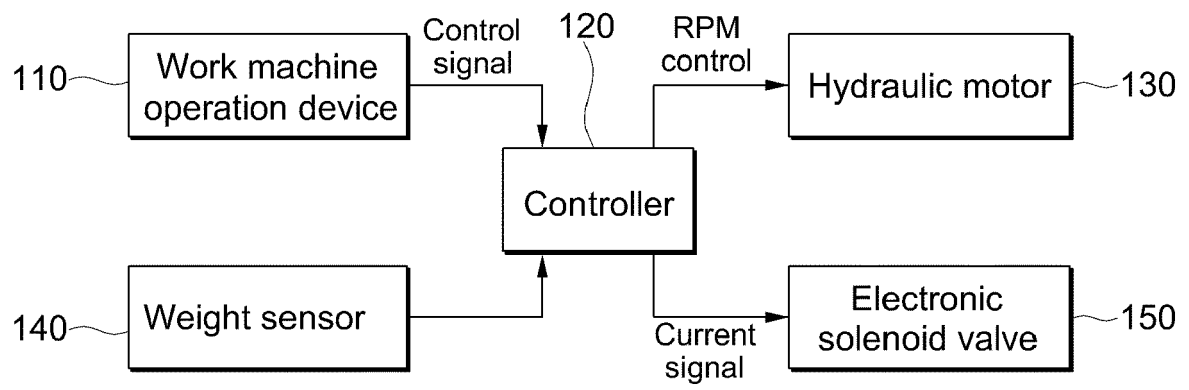 110
Work machine
operation device
Control
signal
120
RPM
control
Hydraulic motor
130
Controller
140
Weight sensor
Current
signal
Electronic
solenoid valve
150